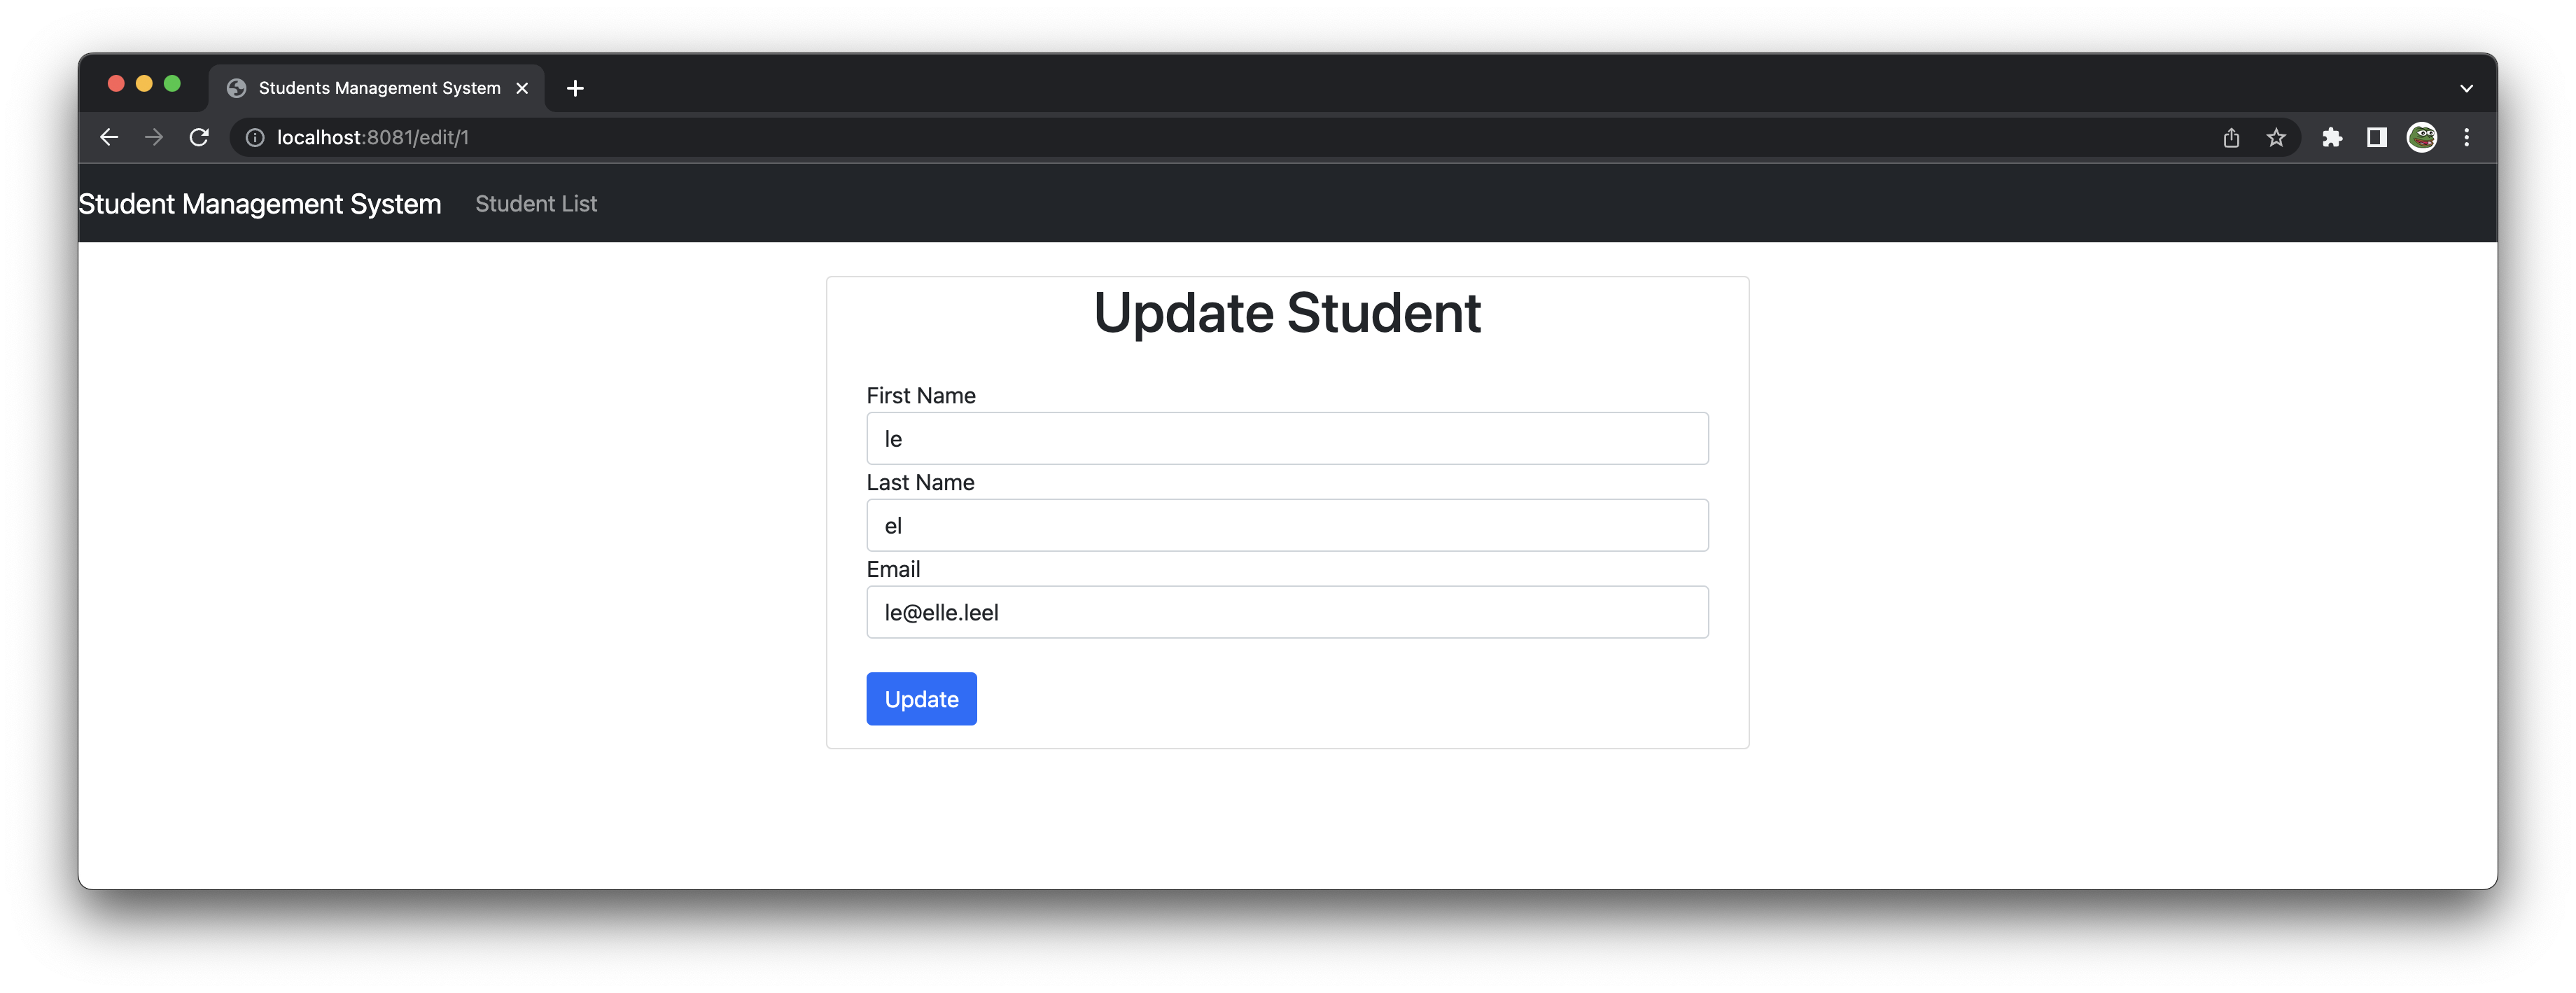 Students Management System
localhost:8081/edit/1
Student Management System Student List
Update Student
First Name
le
Last Name
el
Email
le@elle.leel
Update